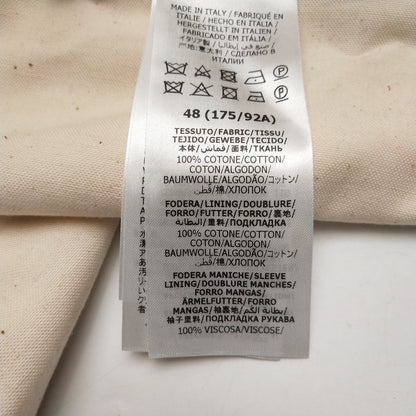 MADE IN ITALY / FABRIQUÉ EN
ITALIE / HECHO EN ITALIA /
HERGESTELLT IN ITALIEN /
FABRICADO EM ITÁLIA /
イタリア製 / صنع في إيطاليا /
意大利 / СДЕЛАНО В
ИТАЛИИ
48 (175/92A)
TESSUTO/FABRIC/TISSU/
TEJIDO/GEWEBE/TECIDO/
本体/قماش/面料/ТКАНЬ
100% COTONE/COTTON/
COTON/ALGODON/
BAUMWOLLE/ALGODÃO/コットン/
قطن/棉/ХЛОПОК
FODERA/LINING/DOUBLURE/
FORRO/FUTTER/FORRO/裏地/
البطانة/里料/ПОДКЛАДКА
100% COTONE/COTTON/
COTON/ALGODON/
BAUMWOLLE/ALGODÃO/コットン/
قطن/棉/ХЛОПОК
FODERA MANICHE/SLEEVE
LINING/DOUBLURE MANCHES/
FORRO MANGAS/
ÄRMELFUTTER/FORRO
MANGAS/袖裏地/بطانة الكم/
袖子里料/ПОДКЛАДКА РУКАВА
100% VISCOSA/VISCOSE/